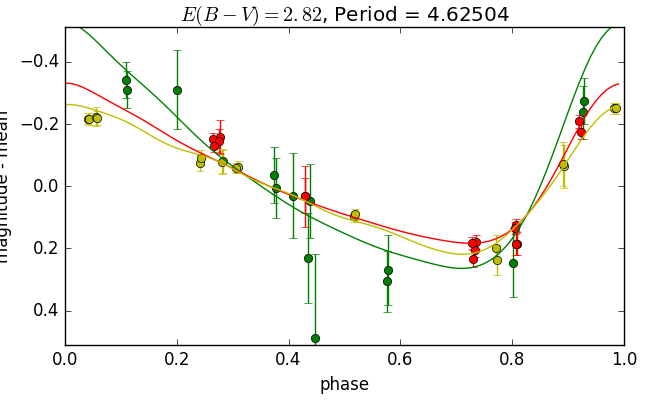 E(B − V) = 2.82, Period = 4.62504
magnitude - mean
−0.4
−0.2
0.0
0.2
0.4
0.0 0.2 0.4 0.6 0.8 1.0
phase